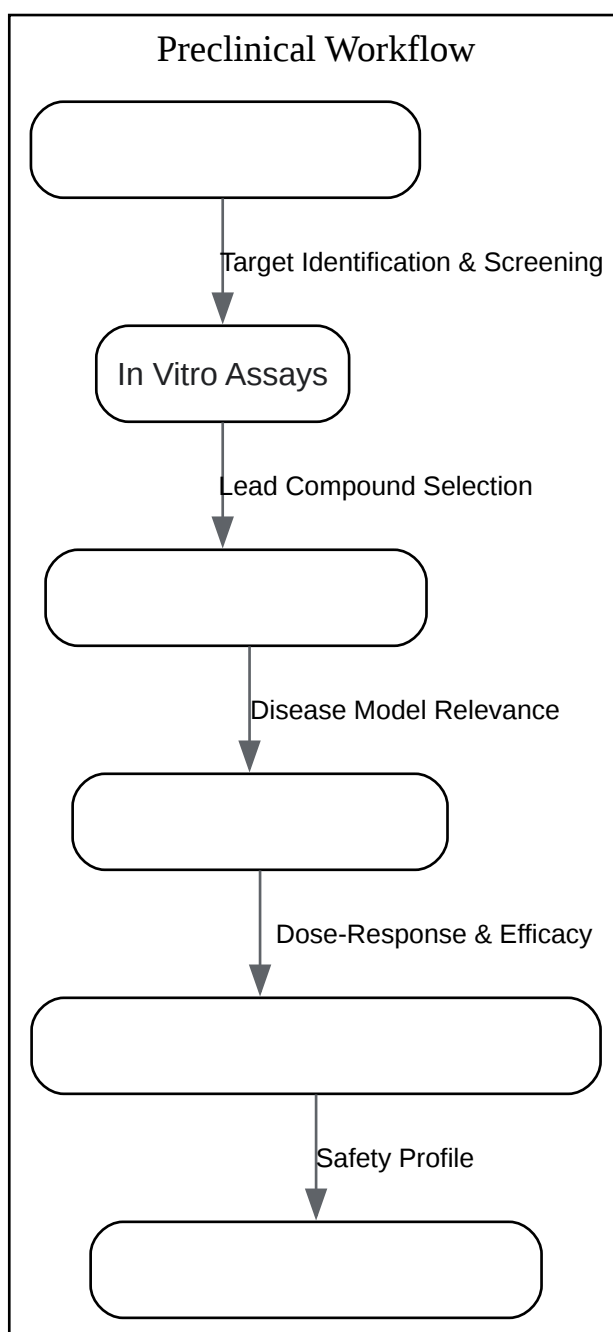 Preclinical Workflow
Target Identification & Screening
In Vitro Assays
Lead Compound Selection
Disease Model Relevance
Dose-Response & Efficacy
Safety Profile